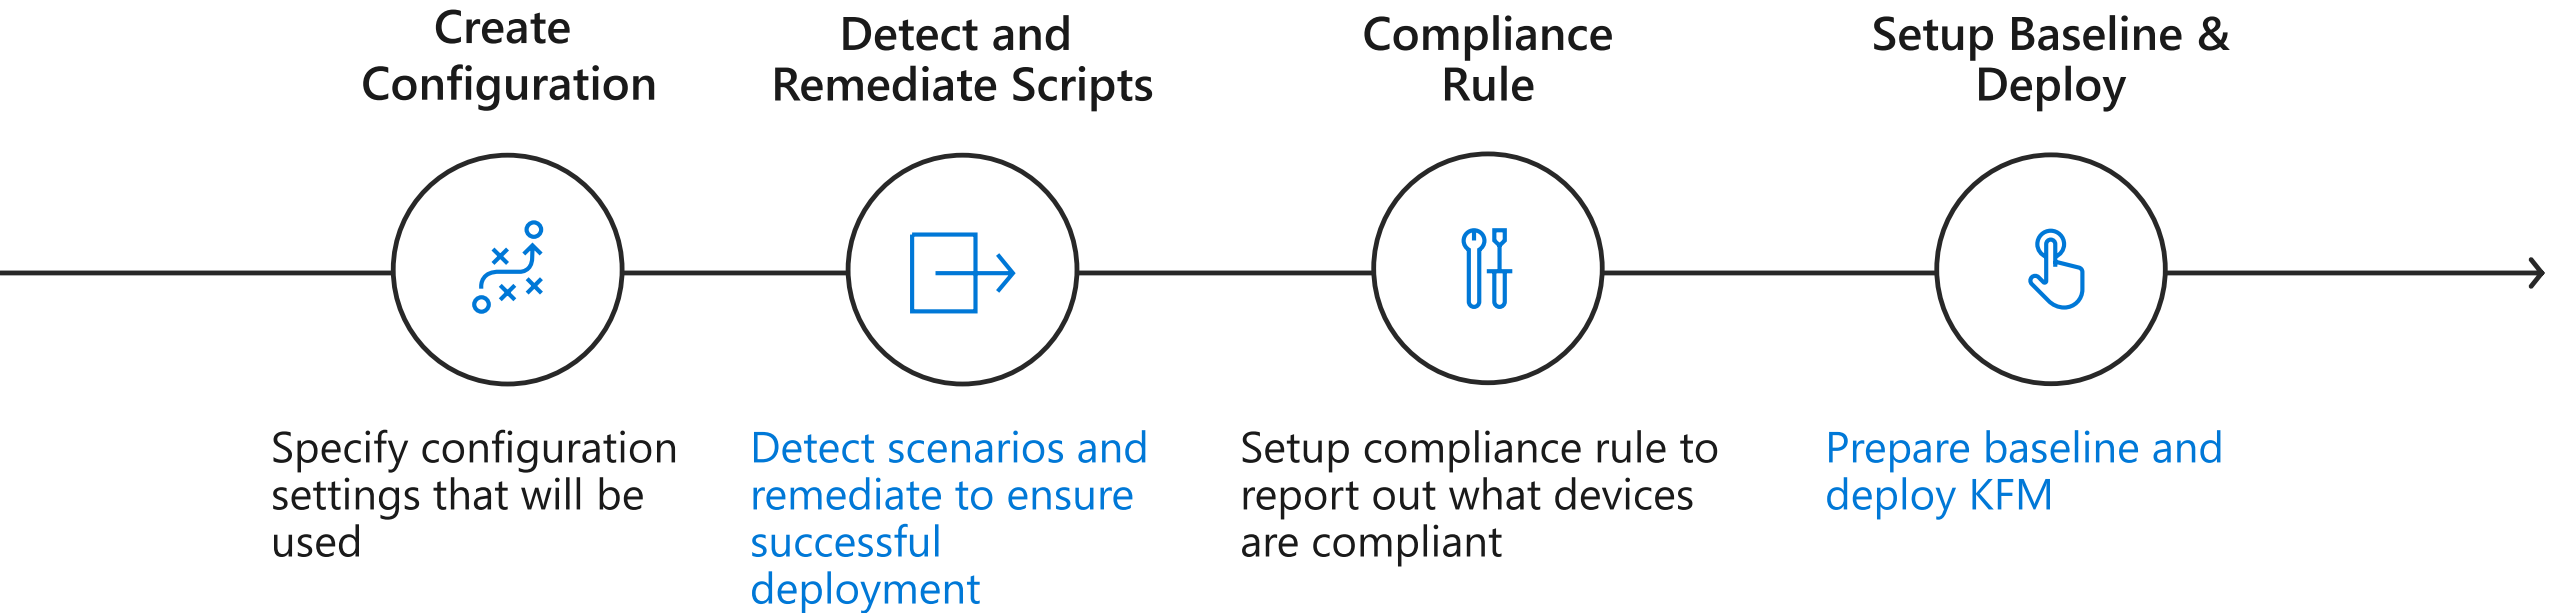 Create
Configuration
Specify configuration
settings that will be
used
Detect and
Remediate Scripts
Detect scenarios and
remediate to ensure
successful
deployment
Compliance
Rule
Setup compliance rule to
report out what devices
are compliant
Setup Baseline &
Deploy
Prepare baseline and
deploy KFM